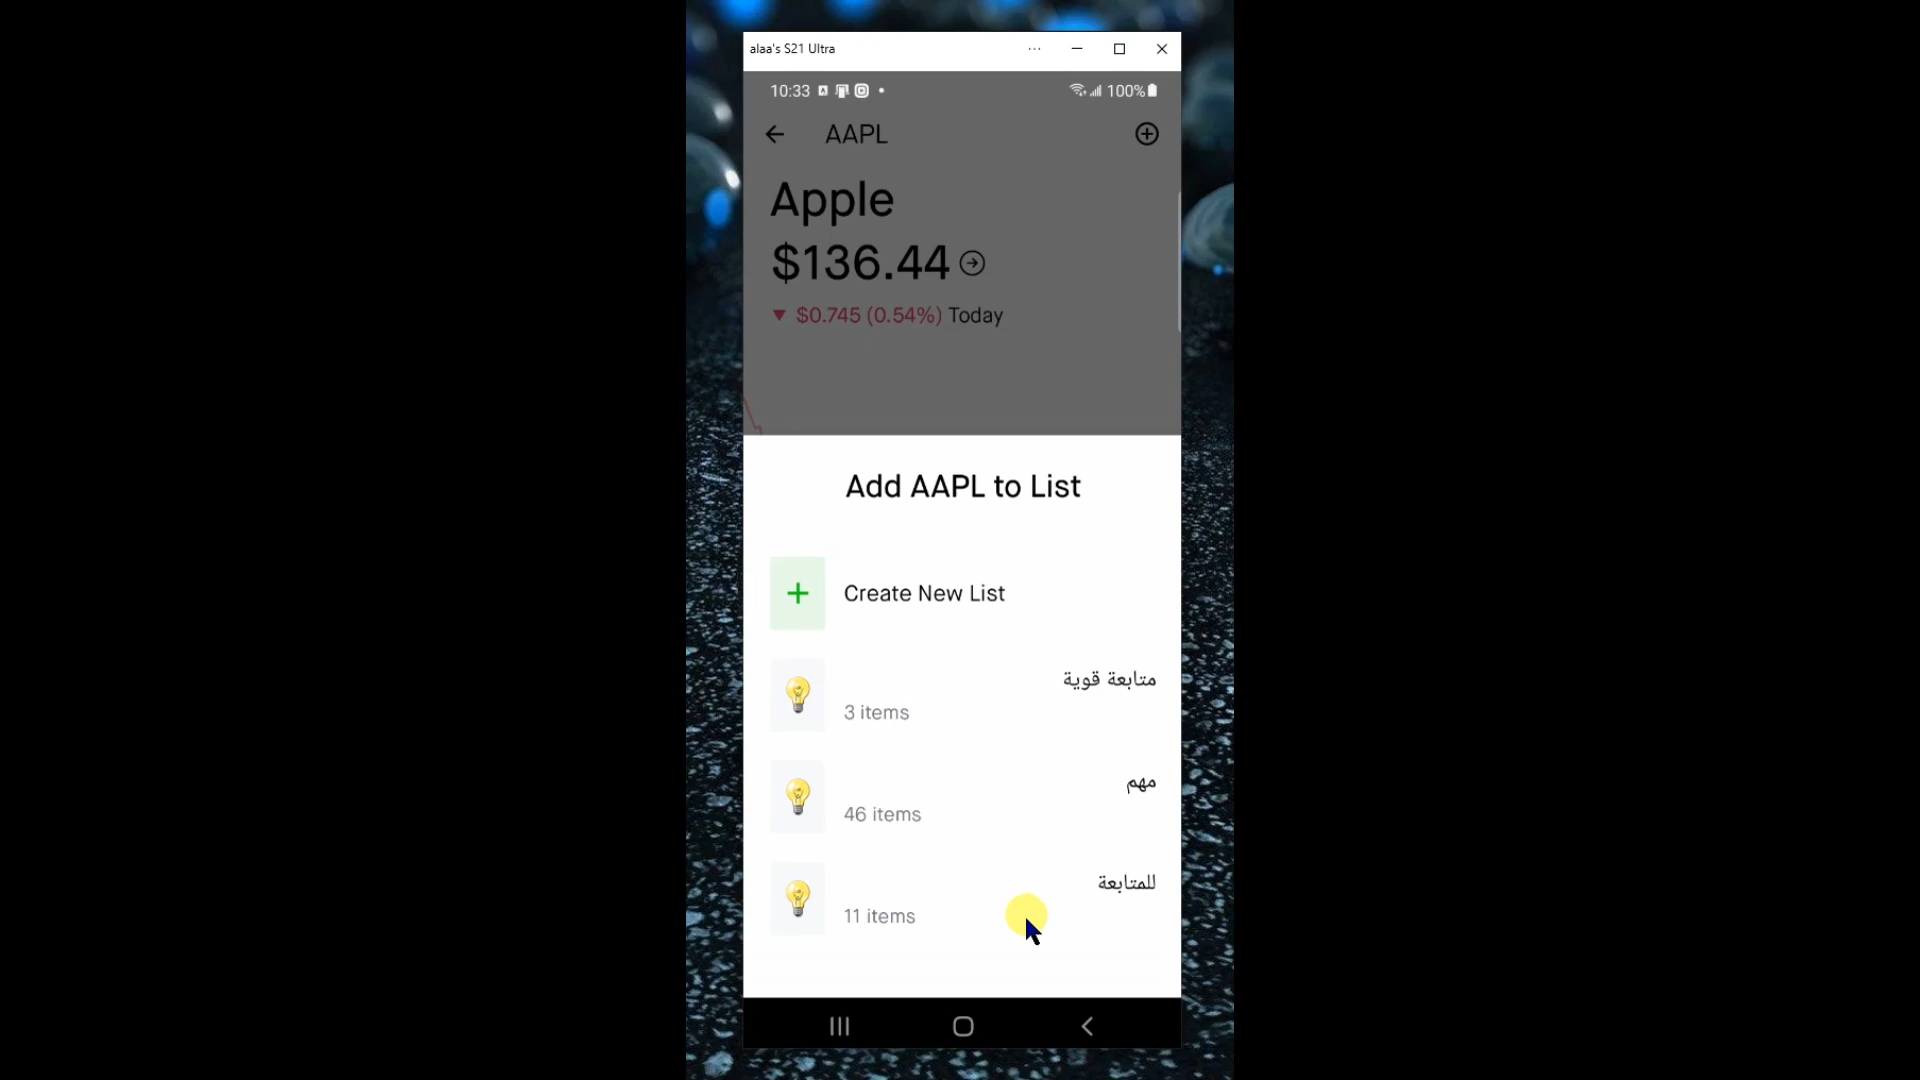 alaa's S21 Ultra
10:33 100%
AAPL
Apple
$136.44
▼ $0.745 (0.54%) Today
Add AAPL to List
Create New List
متابعة قوية
3 items
مهم
46 items
للمتابعة
11 items